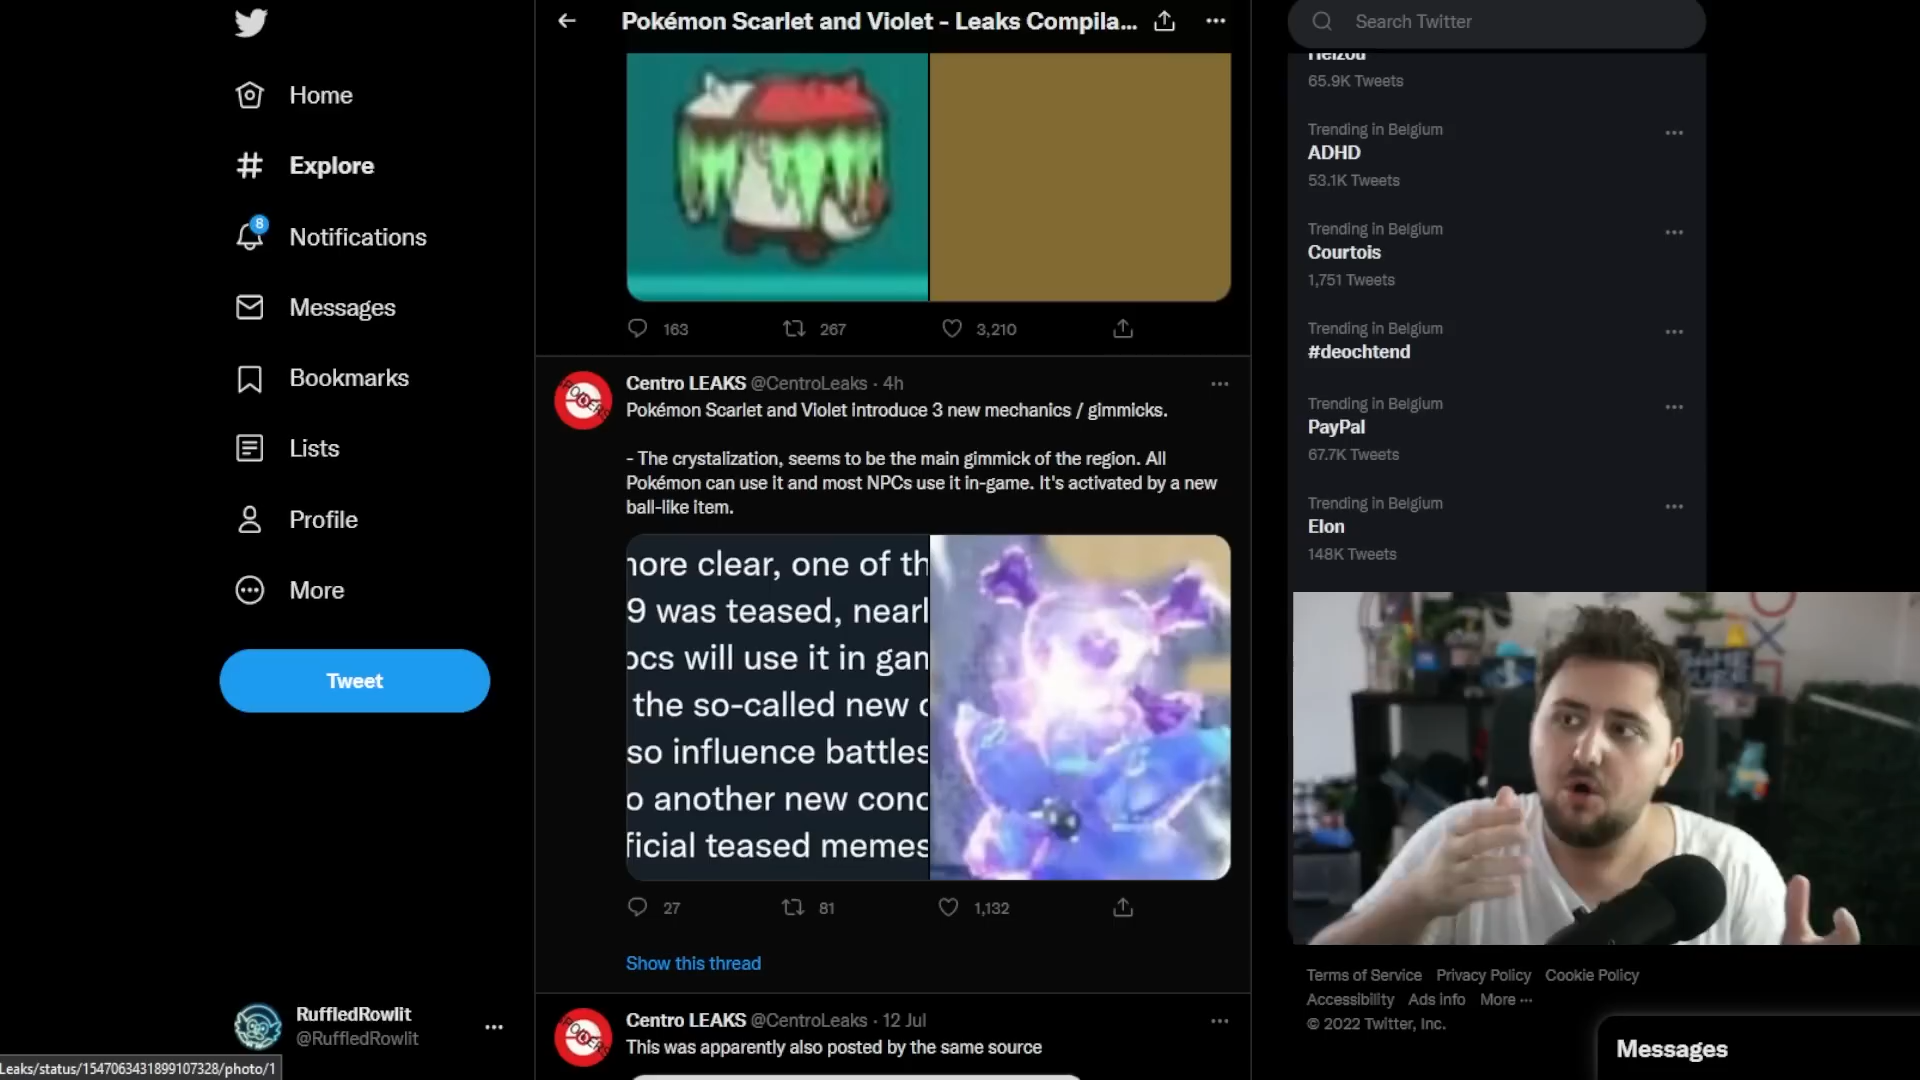 Home
Explore
8
Notifications
Messages
Bookmarks
Lists
Profile
More
Tweet
RuffledRowlit
@RuffledRowlit
Leaks/status/1547063431899107328/photo/1
Pokémon Scarlet and Violet - Leaks Compila...
163
267
3,210
Centro LEAKS @CentroLeaks · 4h
Pokémon Scarlet and Violet introduce 3 new mechanics / gimmicks.
- The crystalization, seems to be the main gimmick of the region. All
Pokémon can use it and most NPCs use it in-game. It's activated by a new
ball-like item.
more clear, one of th
9 was teased, nearl
pcs will use it in gam
the so-called new c
so influence battles
o another new conc
ficial teased memes
27
81
1,132
Show this thread
Centro LEAKS @CentroLeaks · 12 Jul
This was apparently also posted by the same source
Search Twitter
Heizou
65.9K Tweets
Trending in Belgium
ADHD
53.1K Tweets
Trending in Belgium
Courtois
1,751 Tweets
Trending in Belgium
#deochtend
Trending in Belgium
PayPal
67.7K Tweets
Trending in Belgium
Elon
148K Tweets
Terms of Service Privacy Policy Cookie Policy
Accessibility Ads info More ···
© 2022 Twitter, Inc.
Messages